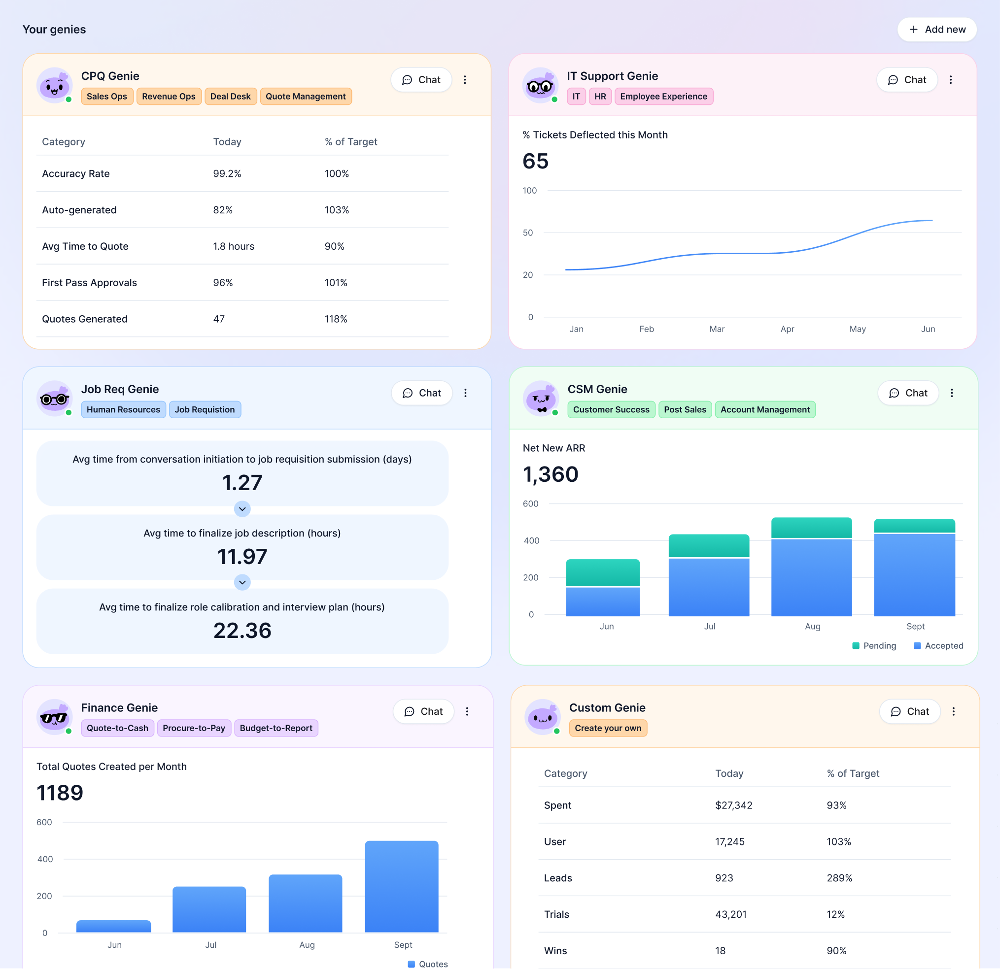 Your genies
+ Add new
CPQ Genie
Sales Ops Revenue Ops Deal Desk Quote Management
Chat
Category Today % of Target
Accuracy Rate 99.2% 100%
Auto-generated 82% 103%
Avg Time to Quote 1.8 hours 90%
First Pass Approvals 96% 101%
Quotes Generated 47 118%
IT Support Genie
IT HR Employee Experience
Chat
% Tickets Deflected this Month
65
100
50
20
0
Jan Feb Mar Apr May Jun
Job Req Genie
Human Resources Job Requistion
Chat
Avg time from conversation initiation to job requisition submission (days)
1.27
Avg time to finalize job description (hours)
11.97
Avg time to finalize role calibration and interview plan (hours)
22.36
CSM Genie
Customer Success Post Sales Account Management
Chat
Net New ARR
1,360
600
400
200
0
Jun Jul Aug Sept
Pending Accepted
Finance Genie
Quote-to-Cash Procure-to-Pay Budget-to-Report
Chat
Total Quotes Created per Month
1189
600
400
200
0
Jun Jul Aug Sept
Quotes
Custom Genie
Create your own
Chat
Category Today % of Target
Spent $27,342 93%
User 17,245 103%
Leads 923 289%
Trials 43,201 12%
Wins 18 90%